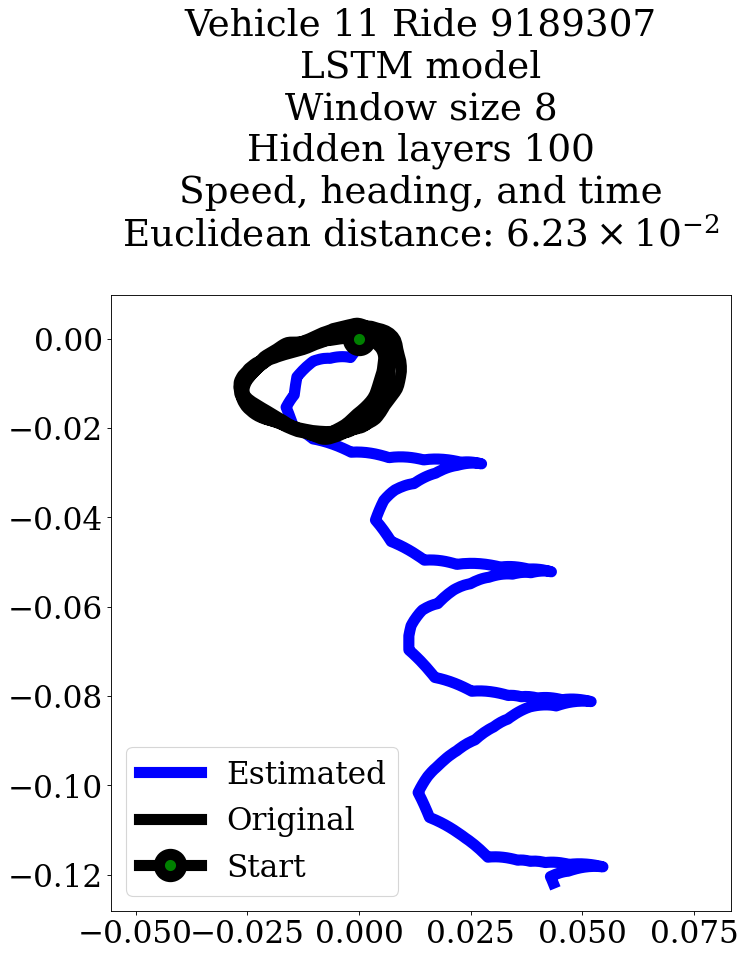 Vehicle 11 Ride 9189307
LSTM model
Window size 8
Hidden layers 100
Speed, heading, and time
Euclidean distance: 6.23 × 10⁻²
0.00
−0.02
−0.04
−0.06
−0.08
−0.10
−0.12
Estimated
Original
Start
−0.050 −0.025 0.000 0.025 0.050 0.075